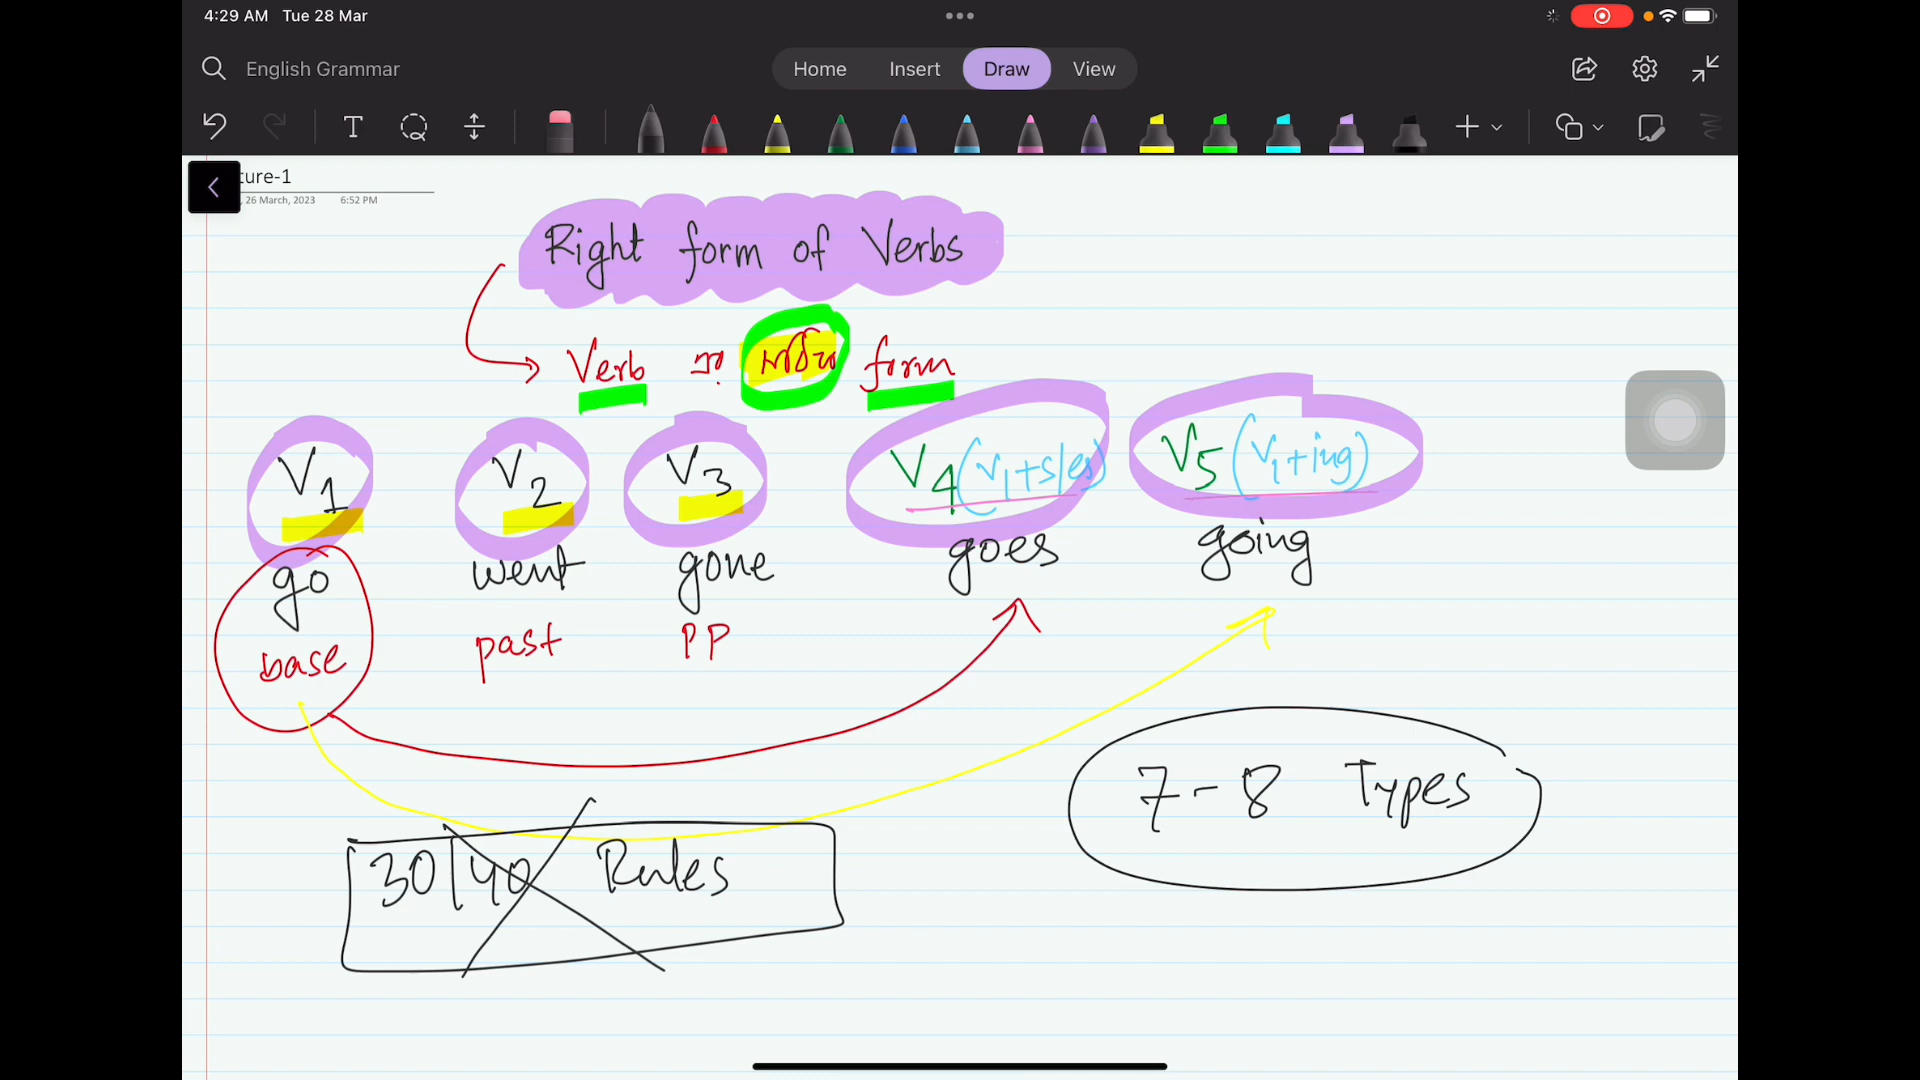 4:29 AM Tue 28 Mar
English Grammar
Home Insert Draw View
ture-1
26 March, 2023 6:52 PM
Right form of Verbs
Verb এর সঠিক form
V1 V2 V3 V4 (V1+s/es) V5 (V1+ing)
go went gone goes going
base past PP
7-8 Types
30/40 Rules